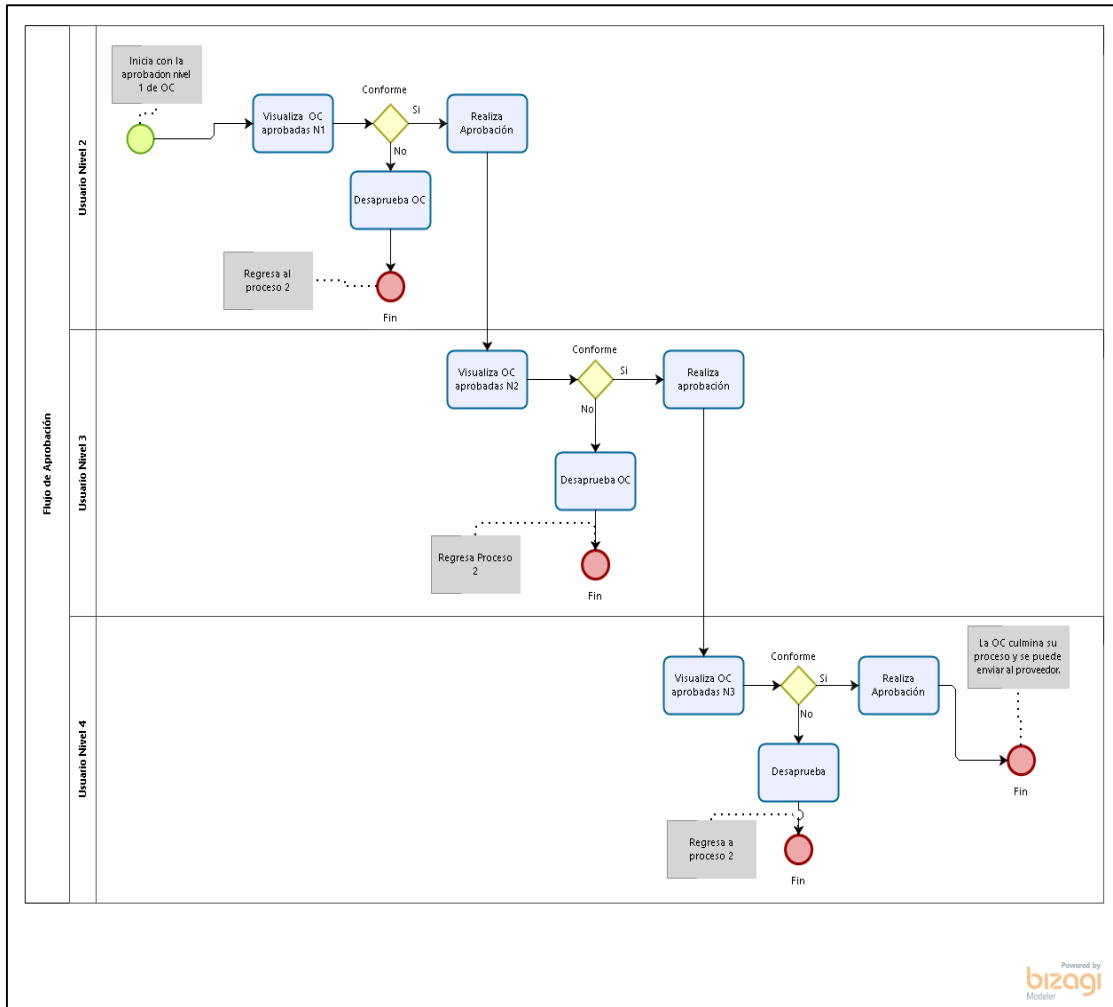 Flujo de Aprobación
Usuario Nivel 2
Inicia con la
aprobacion nivel
1 de OC
Visualiza OC
aprobadas N1
Conforme
Si
No
Realiza
Aprobación
Desaprueba OC
Regresa al
proceso 2
Fin
Usuario Nivel 3
Visualiza OC
aprobadas N2
Conforme
Si
No
Realiza
aprobación
Desaprueba OC
Regresa Proceso
2
Fin
Usuario Nivel 4
Visualiza OC
aprobadas N3
Conforme
Si
No
Realiza
Aprobación
La OC culmina su
proceso y se puede
enviar al proveedor.
Fin
Desaprueba
Regresa a
proceso 2
Fin
Powered by
bizagi
Modeler